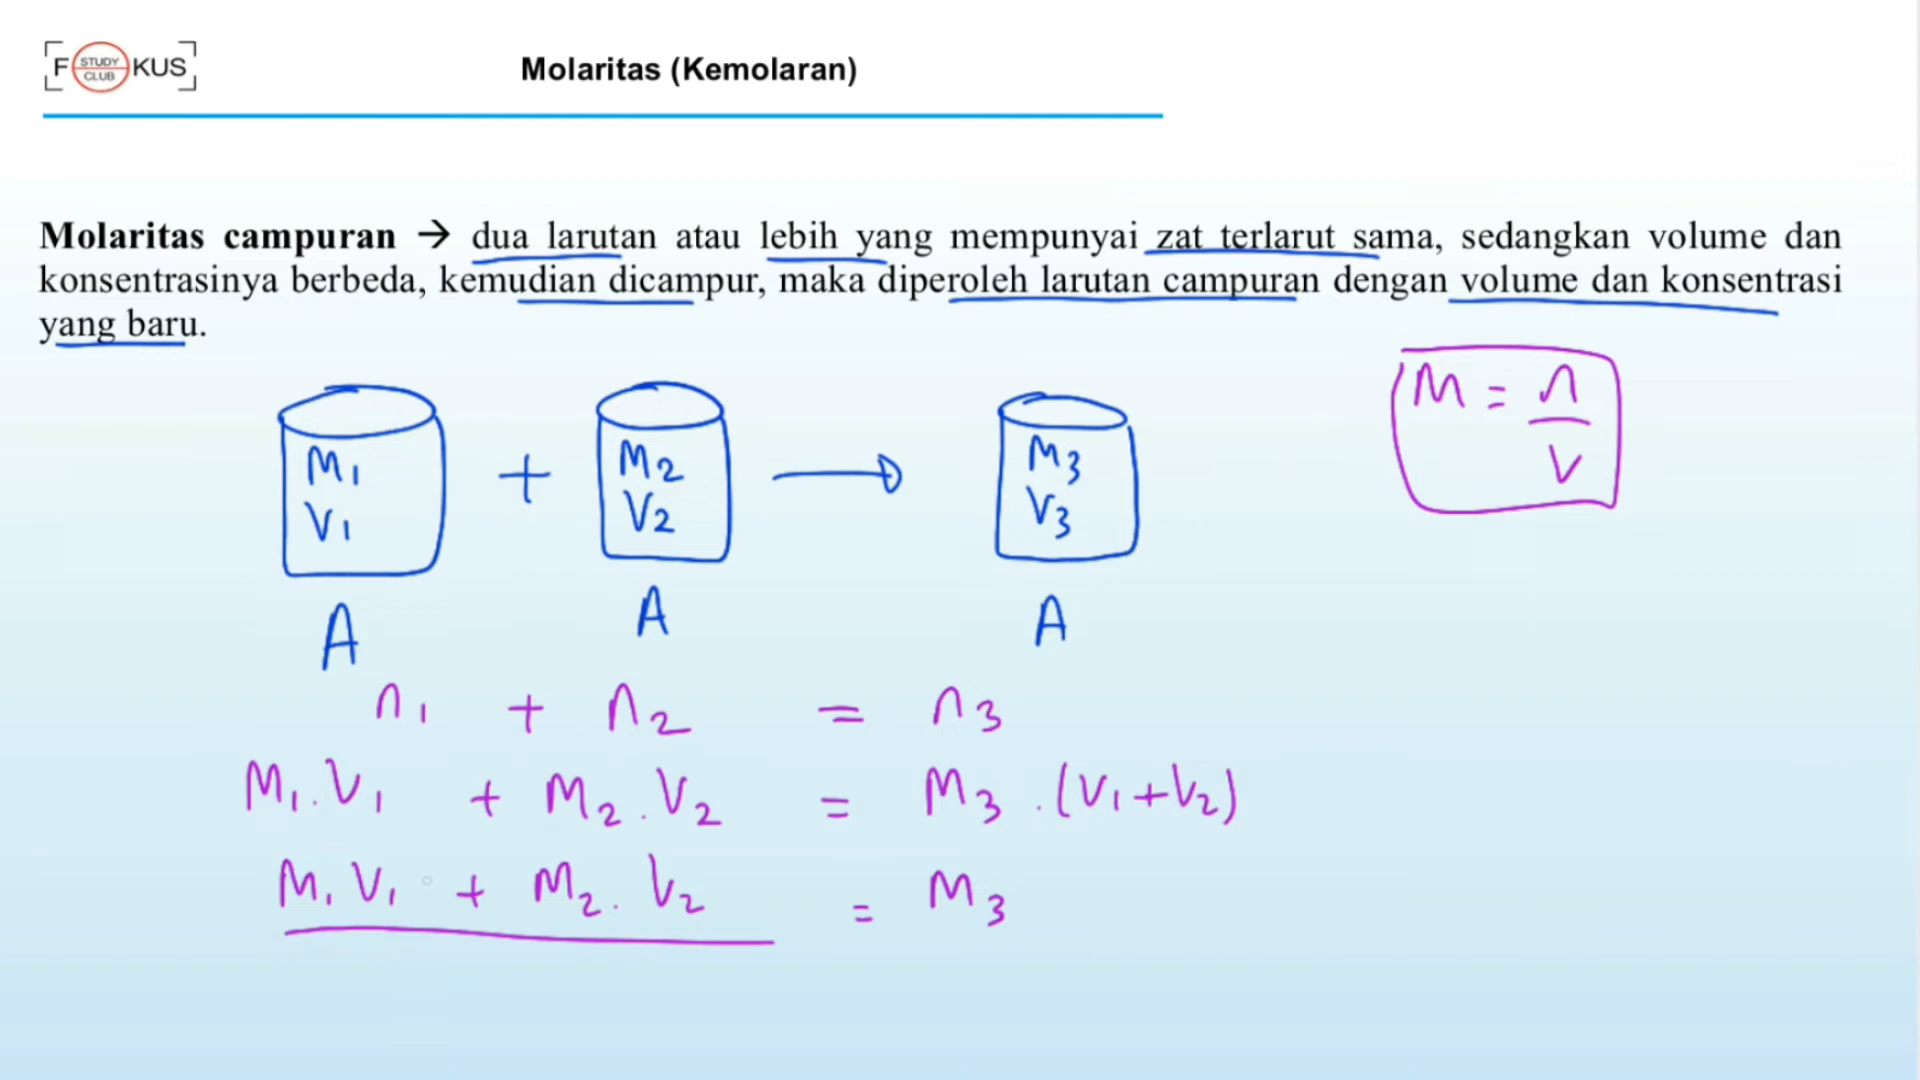 F STUDY CLUB KUS
Molaritas (Kemolaran)
Molaritas campuran → dua larutan atau lebih yang mempunyai zat terlarut sama, sedangkan volume dan
konsentrasinya berbeda, kemudian dicampur, maka diperoleh larutan campuran dengan volume dan konsentrasi
yang baru.
M = n
V
M1 + M2 → M3
V1 V2 V3
A A A
n1 + n2 = n3
M1.V1 + M2.V2 = M3.(V1+V2)
M1V1 + M2.V2 = M3